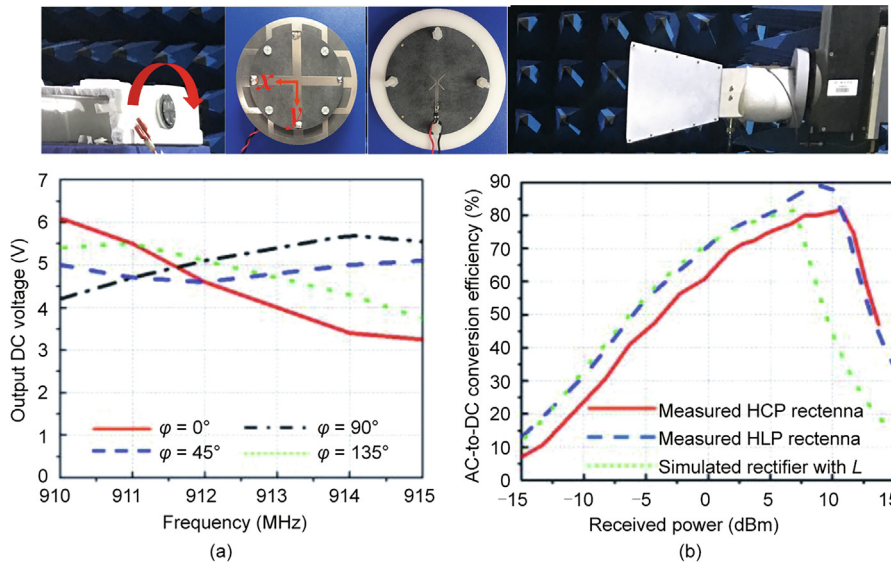 x
y
7
6
5
4
3
2
1
0
Output DC voltage (V)
φ = 0°
φ = 90°
φ = 45°
φ = 135°
910 911 912 913 914 915
Frequency (MHz)
(a)
90
80
70
60
50
40
30
20
10
0
AC-to-DC conversion efficiency (%)
Measured HCP rectenna
Measured HLP rectenna
Simulated rectifier with L
−15 −10 −5 0 5 10 15
Received power (dBm)
(b)